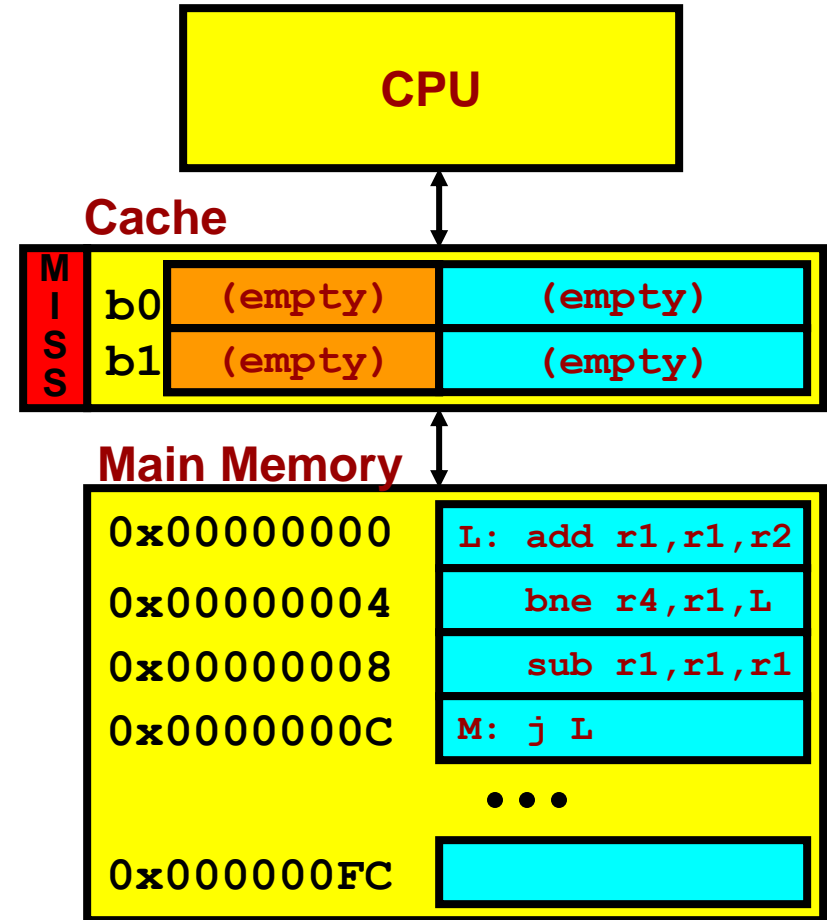 CPU
Cache
MISS
b0 (empty) (empty)
b1 (empty) (empty)
Main Memory
0x00000000 L: add r1,r1,r2
0x00000004 bne r4,r1,L
0x00000008 sub r1,r1,r1
0x0000000C M: j L
•••
0x000000FC